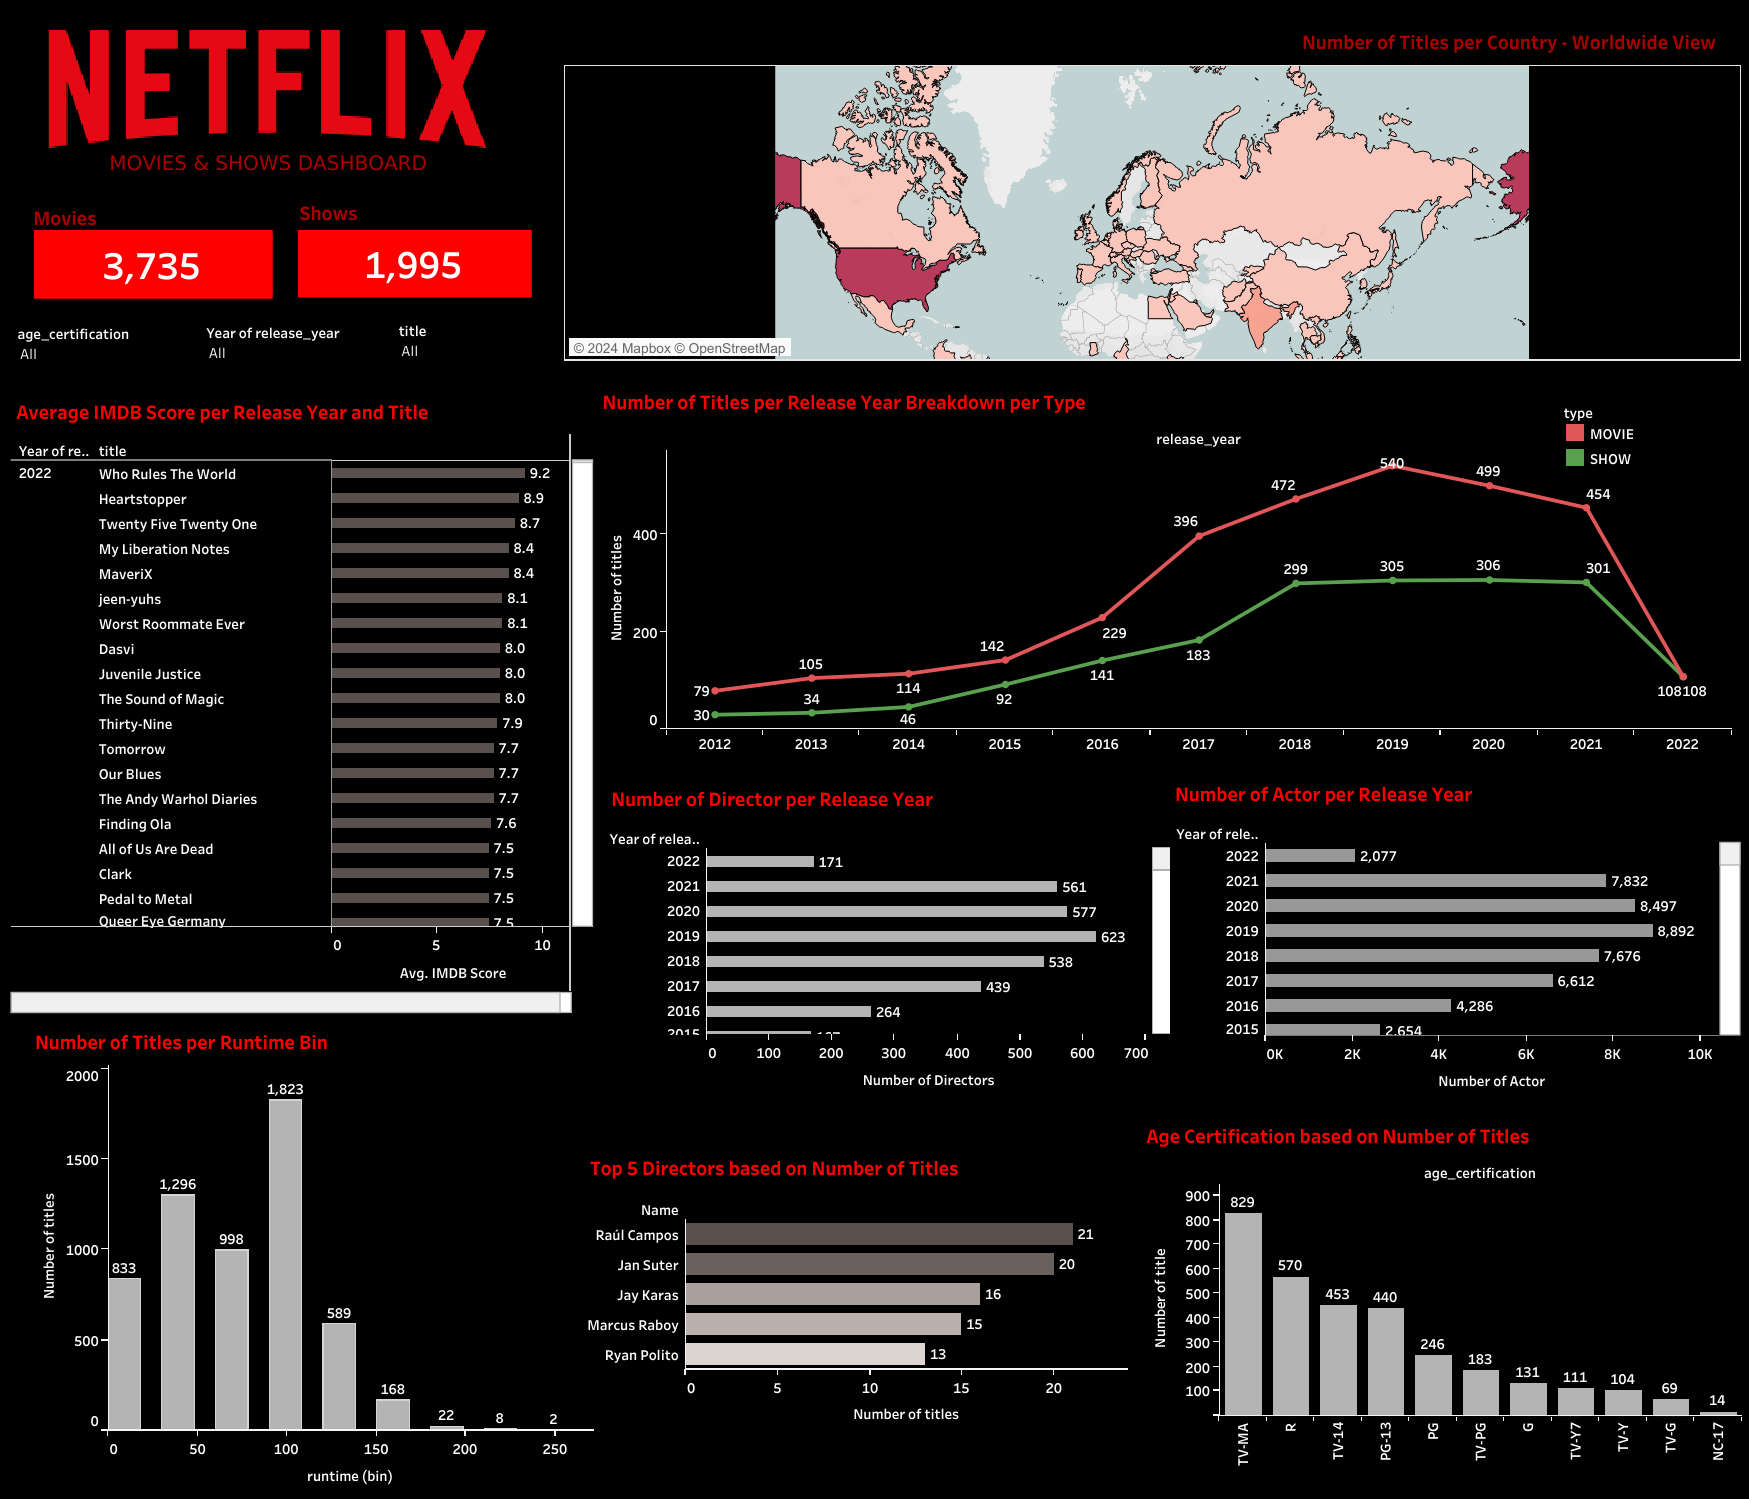 NETFLIX
MOVIES & SHOWS DASHBOARD
Movies
3,735
Shows
1,995
age_certification
All
Year of release_year
All
title
All
Number of Titles per Country - Worldwide View
© 2024 Mapbox © OpenStreetMap
Average IMDB Score per Release Year and Title
Year of re.. title
2022 Who Rules The World 9.2
Heartstopper 8.9
Twenty Five Twenty One 8.7
My Liberation Notes 8.4
MaveriX 8.4
jeen-yuhs 8.1
Worst Roommate Ever 8.1
Dasvi 8.0
Juvenile Justice 8.0
The Sound of Magic 8.0
Thirty-Nine 7.9
Tomorrow 7.7
Our Blues 7.7
The Andy Warhol Diaries 7.7
Finding Ola 7.6
All of Us Are Dead 7.5
Clark 7.5
Pedal to Metal 7.5
Queer Eye Germany 7.5
0 5 10
Avg. IMDB Score
Number of Titles per Release Year Breakdown per Type
release_year
type
MOVIE
SHOW
Number of titles
400
200
0
79 105 114 142 229 396 472 540 499 454 108
30 34 46 92 141 183 299 305 306 301 108
2012 2013 2014 2015 2016 2017 2018 2019 2020 2021 2022
Number of Director per Release Year
Year of relea..
2022 171
2021 561
2020 577
2019 623
2018 538
2017 439
2016 264
2015
0 100 200 300 400 500 600 700
Number of Directors
Number of Actor per Release Year
Year of rele..
2022 2,077
2021 7,832
2020 8,497
2019 8,892
2018 7,676
2017 6,612
2016 4,286
2015 2,654
0K 2K 4K 6K 8K 10K
Number of Actor
Number of Titles per Runtime Bin
Number of titles
2000
1500
1000
500
0
833 1,296 998 1,823 589 168 22 8 2
0 50 100 150 200 250
runtime (bin)
Top 5 Directors based on Number of Titles
Name
Raúl Campos 21
Jan Suter 20
Jay Karas 16
Marcus Raboy 15
Ryan Polito 13
0 5 10 15 20
Number of titles
Age Certification based on Number of Titles
age_certification
Number of title
900
800
700
600
500
400
300
200
100
829 570 453 440 246 183 131 111 104 69 14
TV-MA R TV-14 PG-13 PG TV-PG G TV-Y7 TV-Y TV-G NC-17